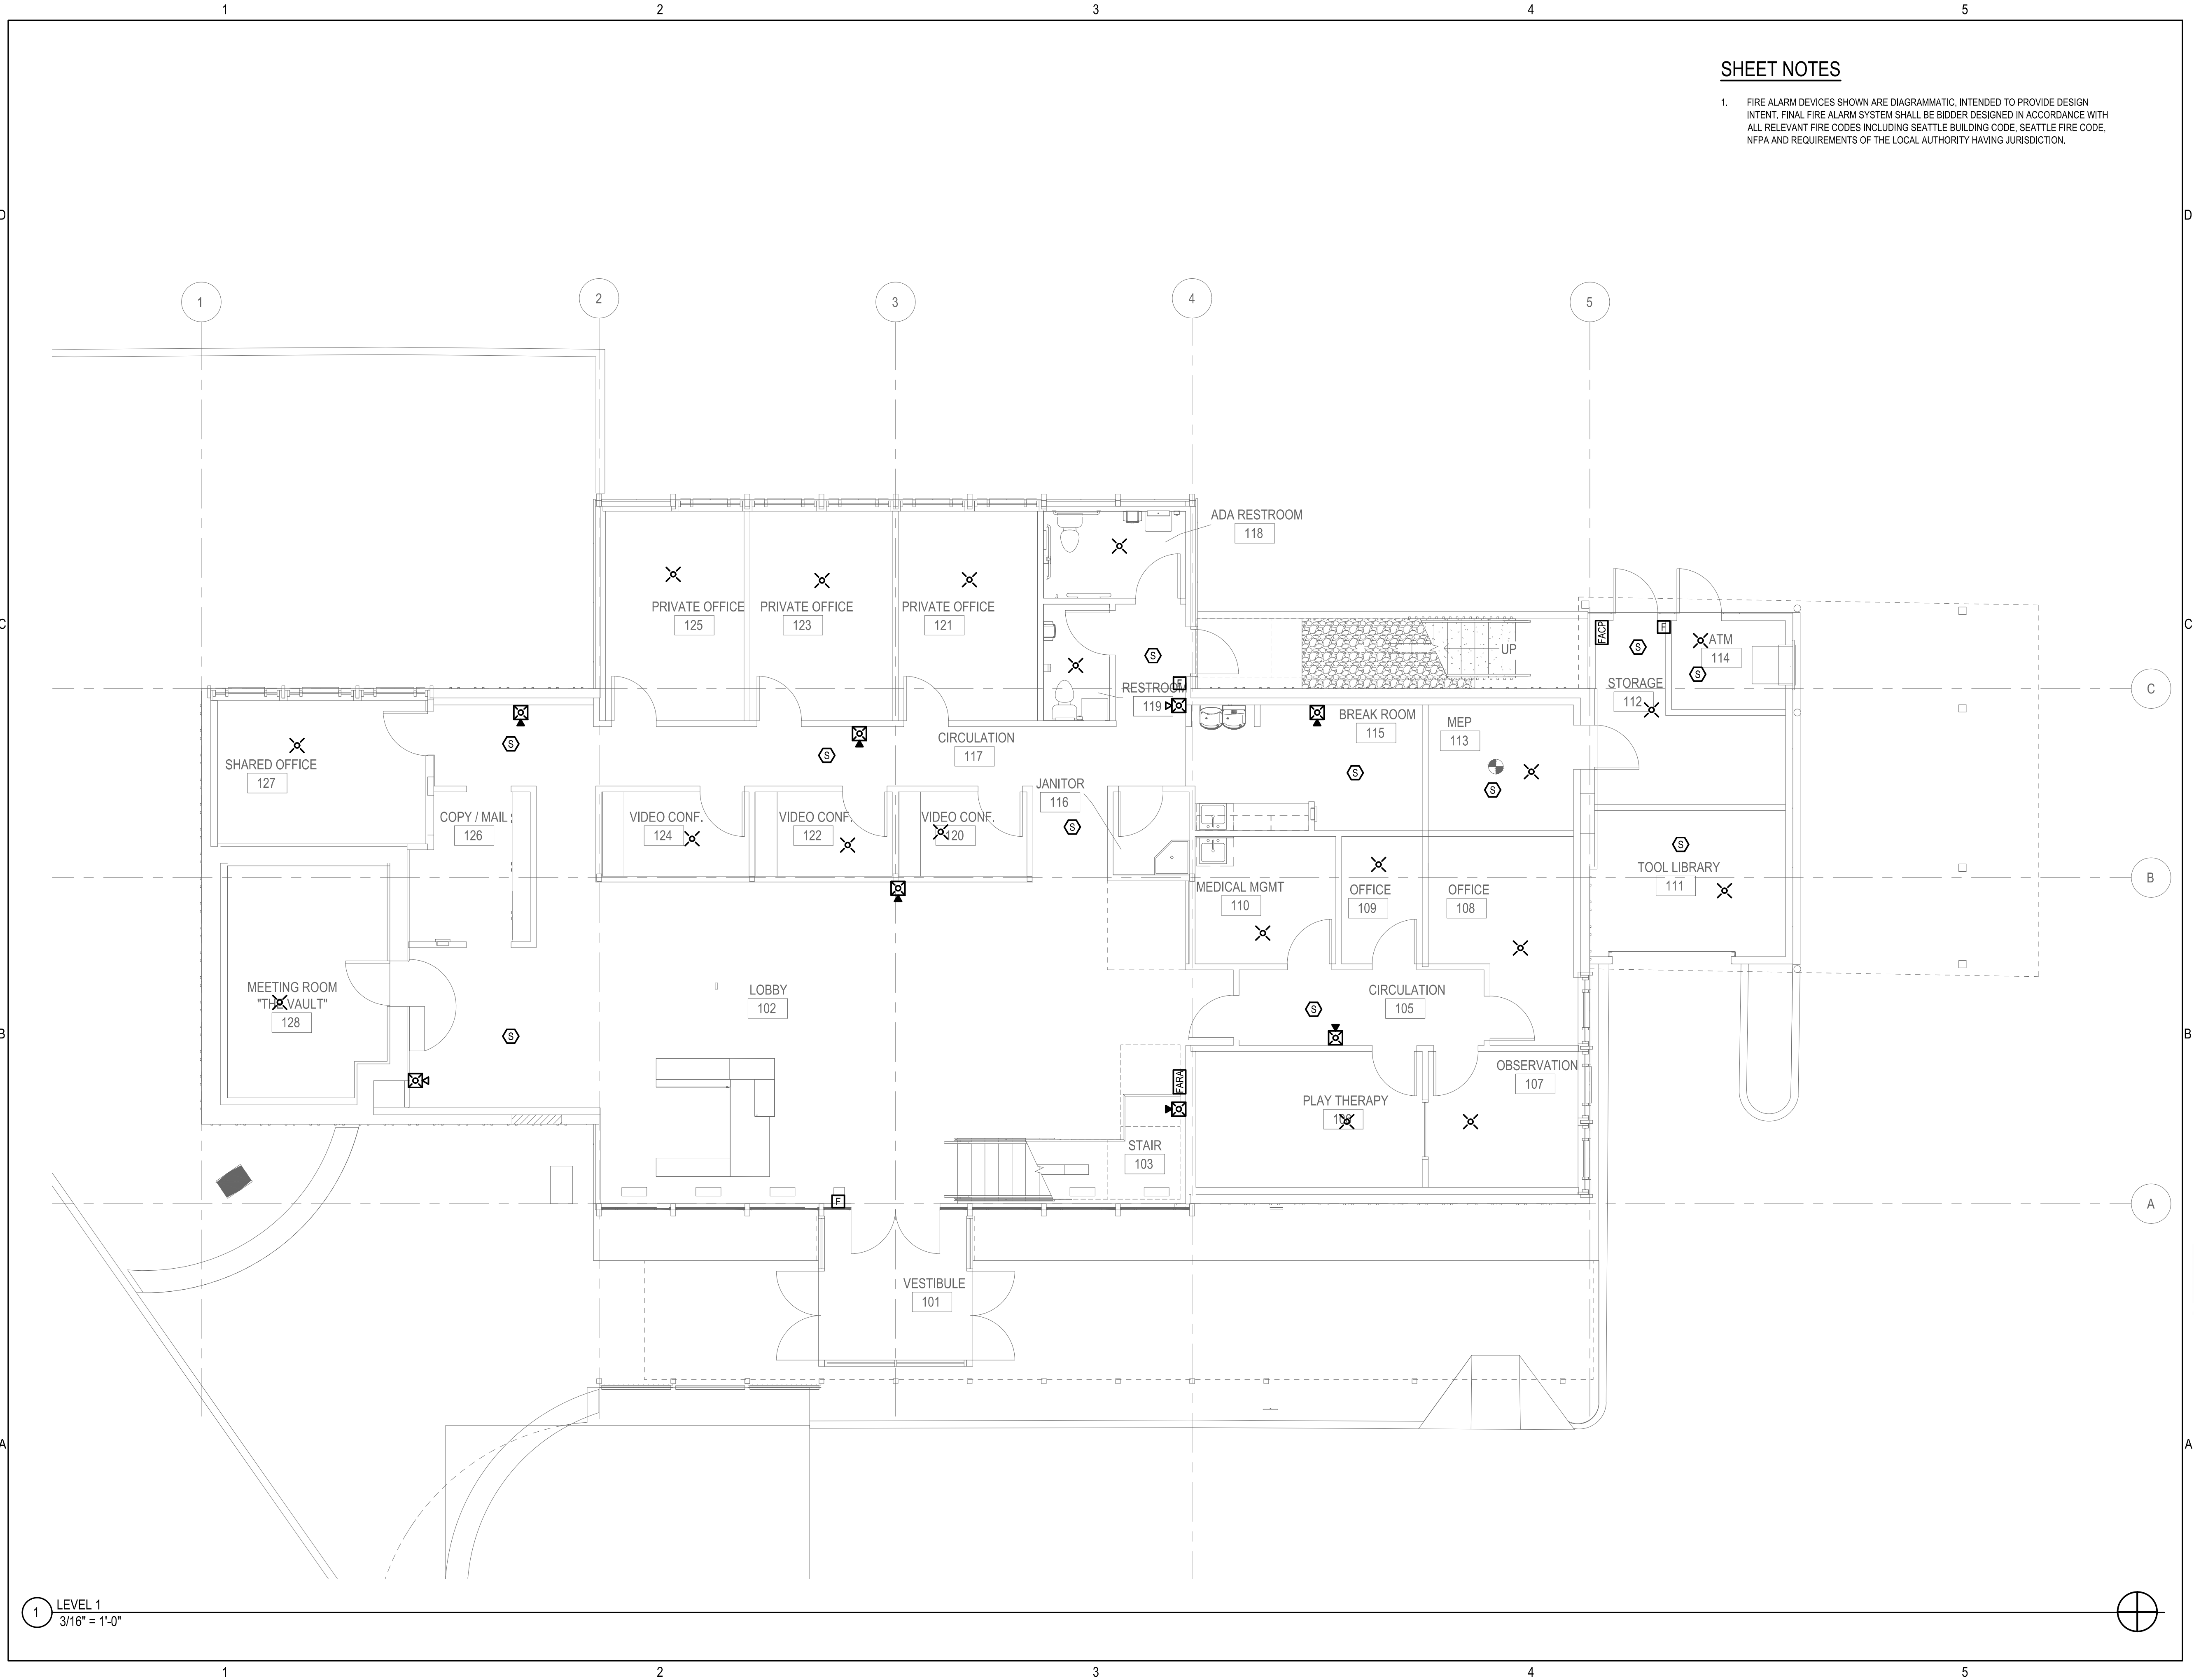 1 2 3 4 5
SHEET NOTES
1. FIRE ALARM DEVICES SHOWN ARE DIAGRAMMATIC, INTENDED TO PROVIDE DESIGN
INTENT. FINAL FIRE ALARM SYSTEM SHALL BE BIDDER DESIGNED IN ACCORDANCE WITH
ALL RELEVANT FIRE CODES INCLUDING SEATTLE BUILDING CODE, SEATTLE FIRE CODE,
NFPA AND REQUIREMENTS OF THE LOCAL AUTHORITY HAVING JURISDICTION.
D D
1 2 3 4 5
ADA RESTROOM
118
PRIVATE OFFICE
125
PRIVATE OFFICE
123
PRIVATE OFFICE
121
C C
FACP
S
F
ATM
114
S
UP
S
F
RESTROOM
119
STORAGE
112
C
BREAK ROOM
115
MEP
113
S
S
CIRCULATION
117
SHARED OFFICE
127
S
S
JANITOR
116
S
COPY / MAIL
126
VIDEO CONF.
124
VIDEO CONF.
122
VIDEO CONF.
120
S
TOOL LIBRARY
111
B
MEDICAL MGMT
110
OFFICE
109
OFFICE
108
MEETING ROOM
"THE VAULT"
128
LOBBY
102
CIRCULATION
105
S
S
B B
OBSERVATION
107
FARA
PLAY THERAPY
STAIR
103
F
A
VESTIBULE
101
A A
1 LEVEL 1
3/16" = 1'-0"
1 2 3 4 5